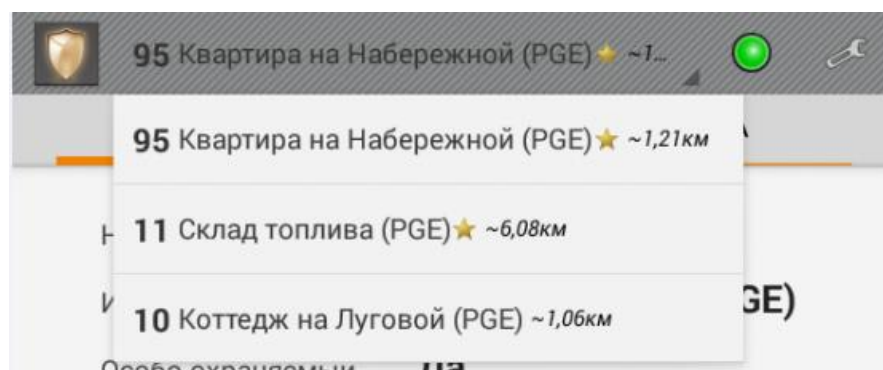 95 Квартира на Набережной (PGE) ~1...
95 Квартира на Набережной (PGE) ~1,21км
11 Склад топлива (PGE) ~6,08км
10 Коттедж на Луговой (PGE) ~1,06км
GE)